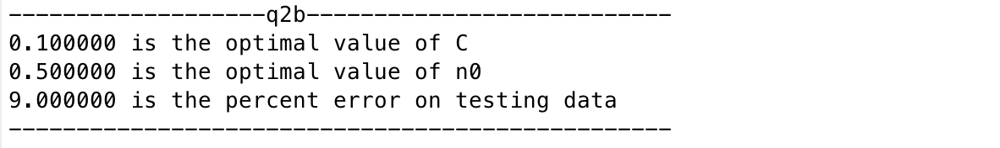 -------------------q2b---------------------------
0.100000 is the optimal value of C
0.500000 is the optimal value of n0
9.000000 is the percent error on testing data
-------------------------------------------------